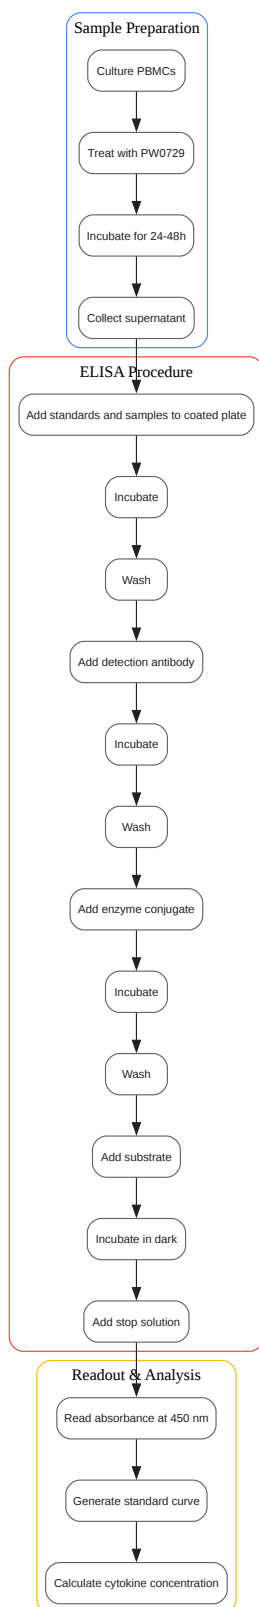 Sample Preparation
Culture PBMCs
Treat with PW0729
Incubate for 24-48h
Collect supernatant
ELISA Procedure
Add standards and samples to coated plate
Incubate
Wash
Add detection antibody
Incubate
Wash
Add enzyme conjugate
Incubate
Wash
Add substrate
Incubate in dark
Add stop solution
Readout & Analysis
Read absorbance at 450 nm
Generate standard curve
Calculate cytokine concentration